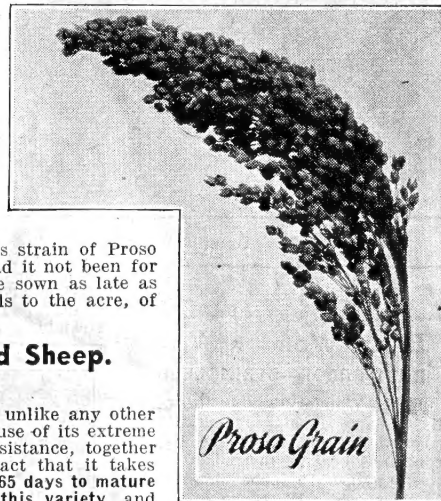 s strain of Proso
d it not been for
e sown as late as
ls to the acre, of
d Sheep.
unlike any other
use of its extreme
sistance, together
act that it takes
65 days to mature
this variety, and
Proso Grain